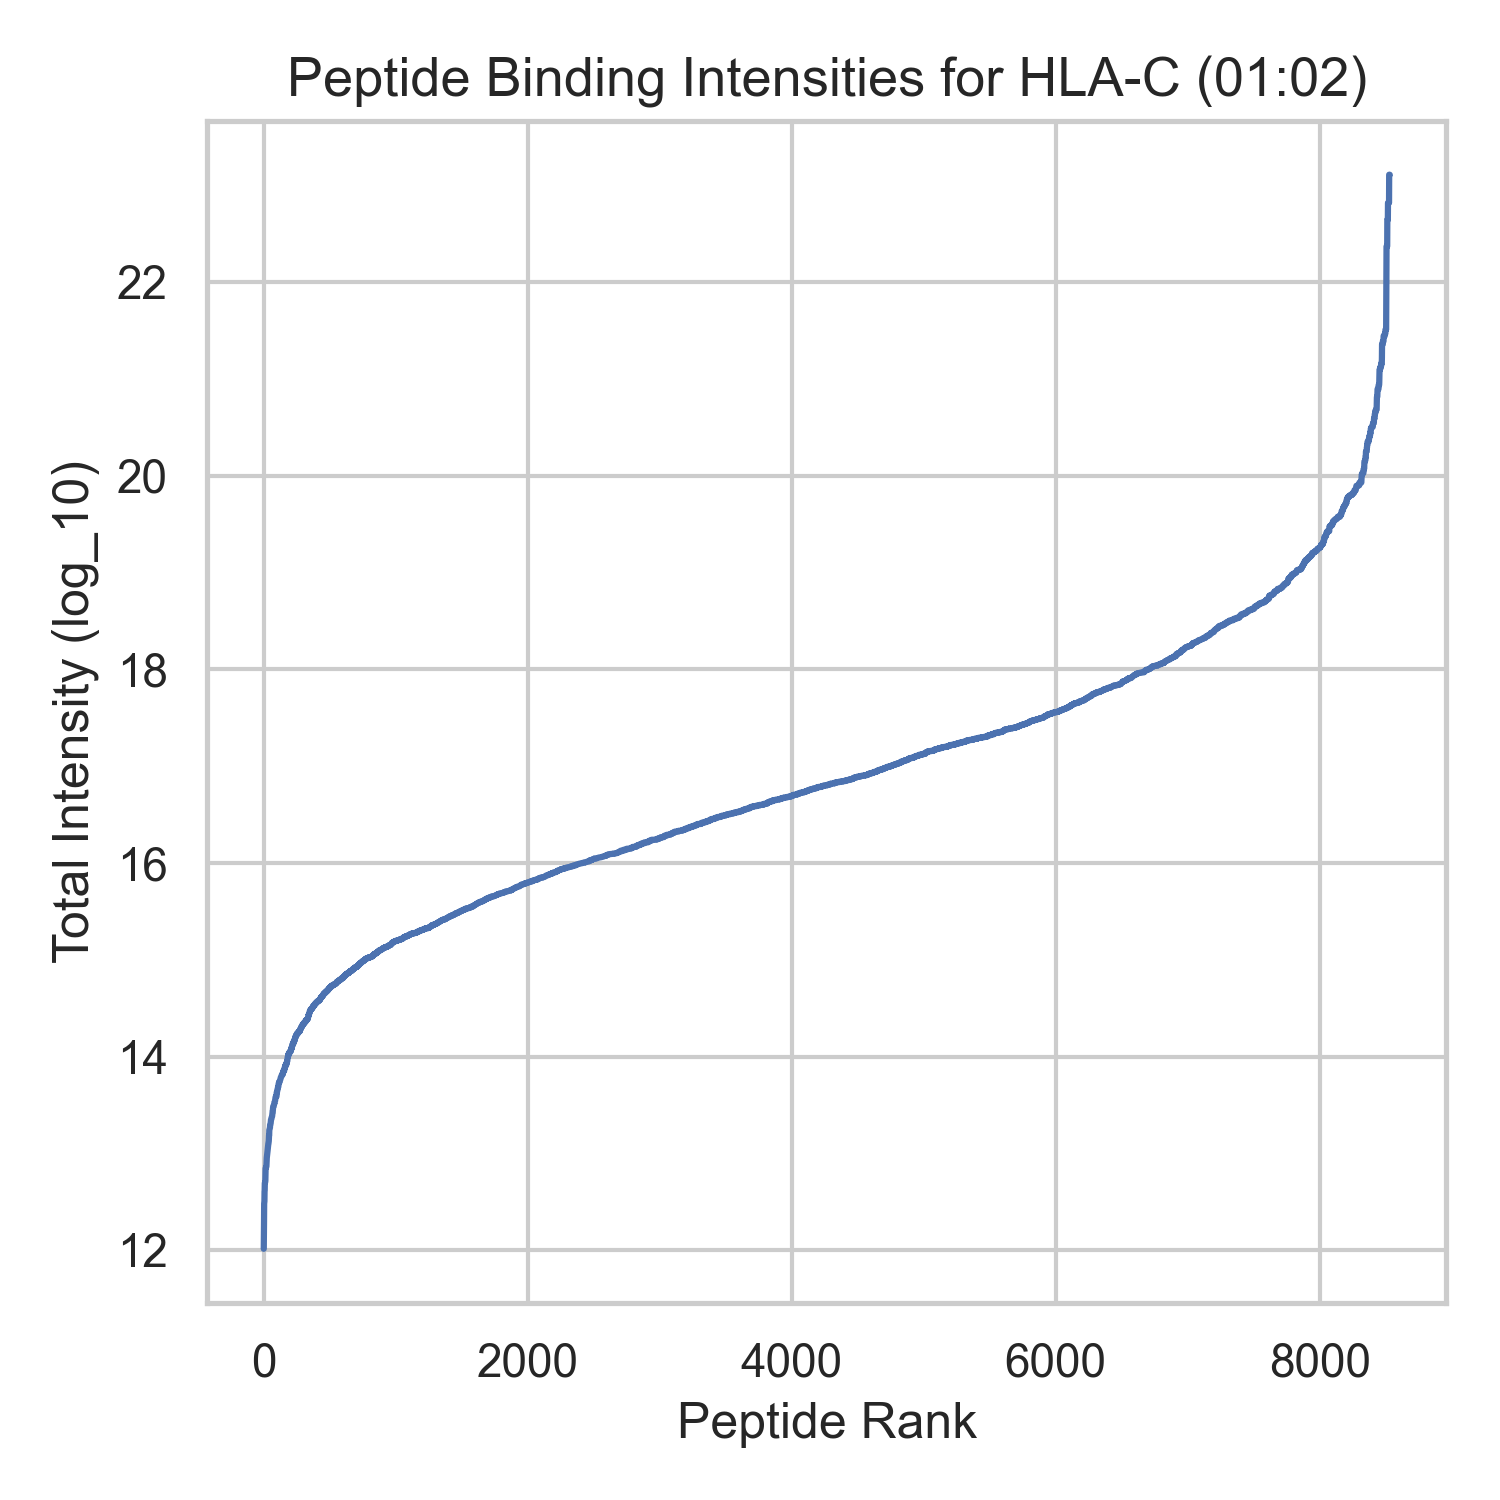 Peptide Binding Intensities for HLA-C (01:02)
Total Intensity (log_10)
22
20
18
16
14
12
0 2000 4000 6000 8000
Peptide Rank